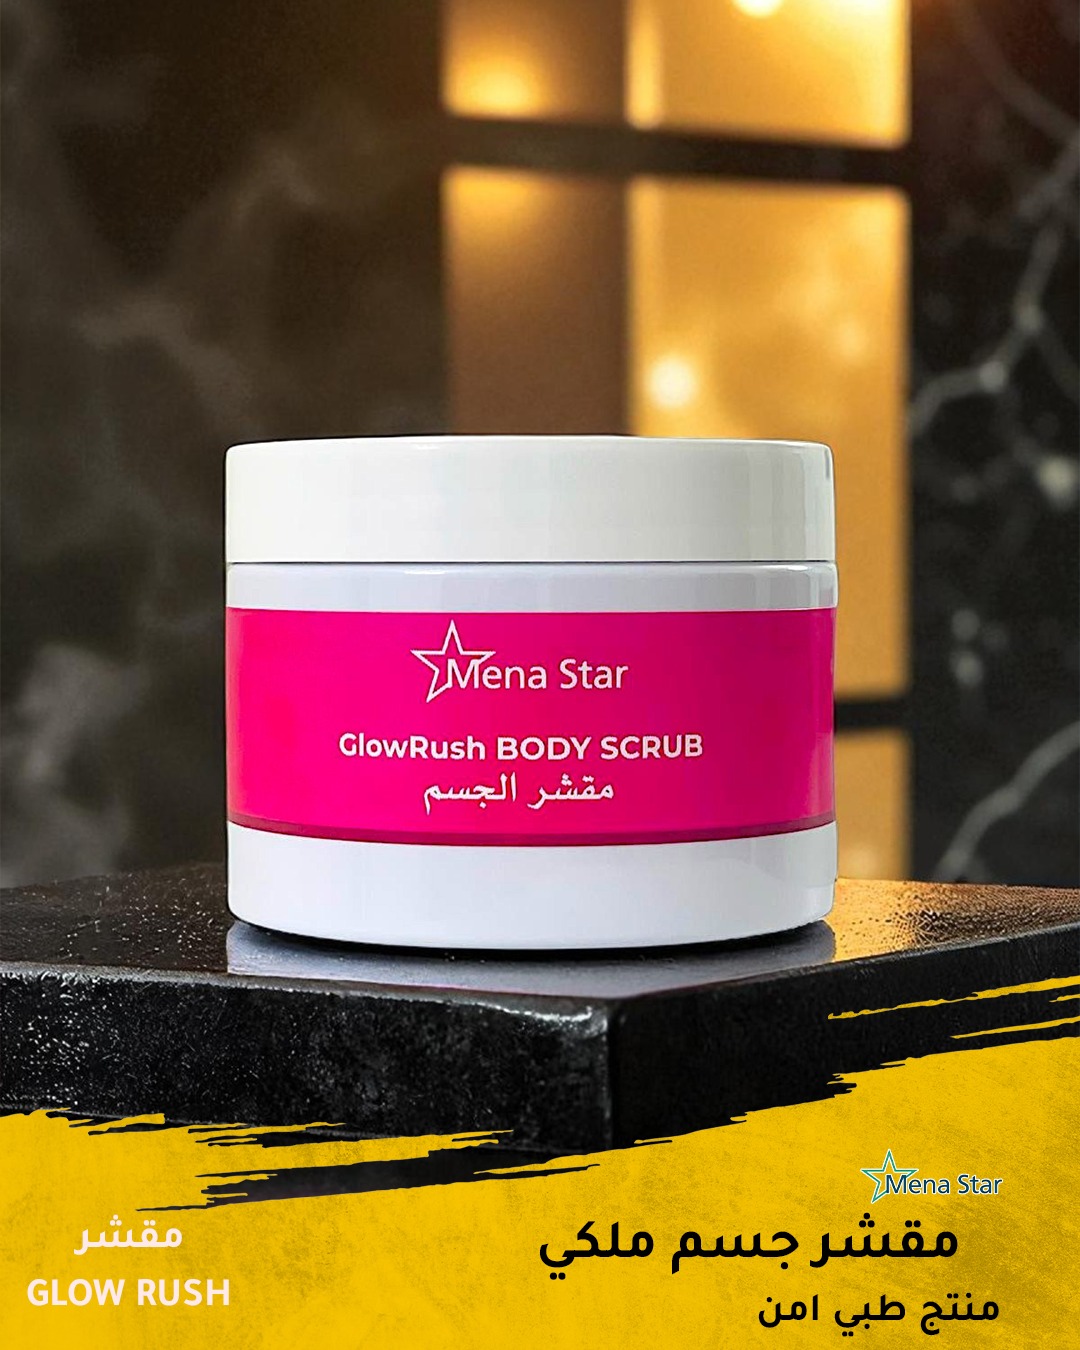 Mena Star
GlowRush BODY SCRUB
مقشر الجسم
Mena Star
مقشر جسم ملكي
منتج طبي امن
مقشر
GLOW RUSH